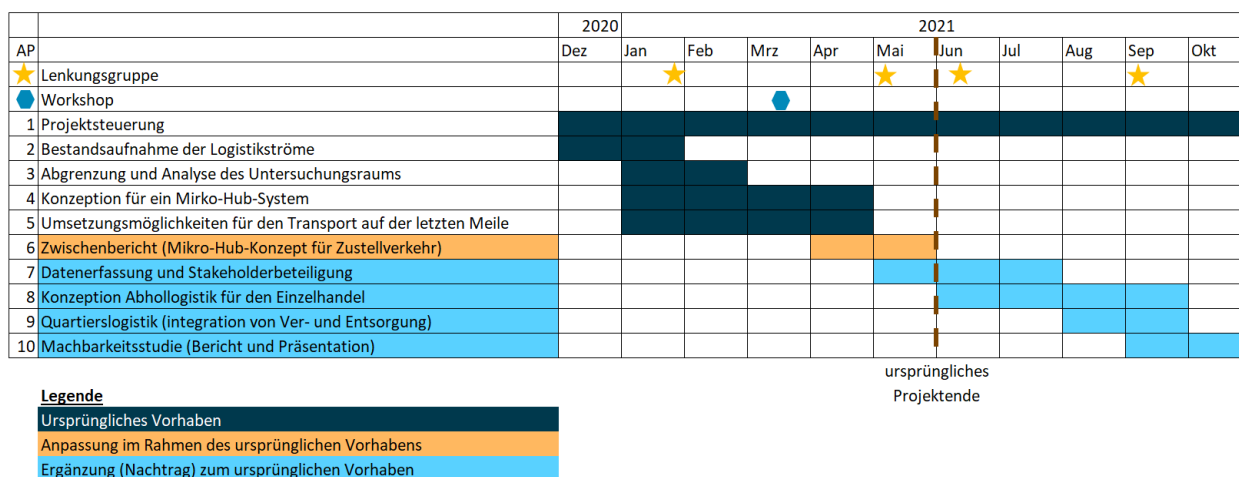 2020 2021
AP Dez Jan Feb Mrz Apr Mai Jun Jul Aug Sep Okt
Lenkungsgruppe
Workshop
1 Projektsteuerung
2 Bestandsaufnahme der Logistikströme
3 Abgrenzung und Analyse des Untersuchungsraums
4 Konzeption für ein Mirko-Hub-System
5 Umsetzungsmöglichkeiten für den Transport auf der letzten Meile
6 Zwischenbericht (Mikro-Hub-Konzept für Zustellverkehr)
7 Datenerfassung und Stakeholderbeteiligung
8 Konzeption Abhollogistik für den Einzelhandel
9 Quartierslogistik (integration von Ver- und Entsorgung)
10 Machbarkeitsstudie (Bericht und Präsentation)
ursprüngliches
Projektende
Legende
Ursprüngliches Vorhaben
Anpassung im Rahmen des ursprünglichen Vorhabens
Ergänzung (Nachtrag) zum ursprünglichen Vorhaben